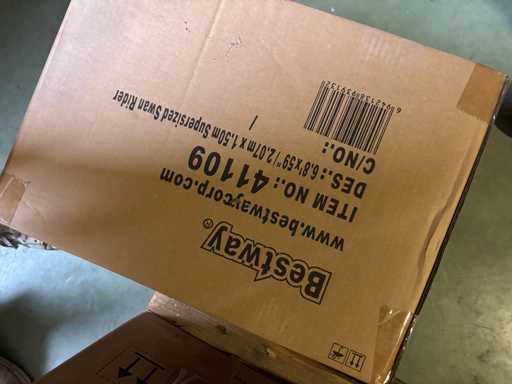 Bestway
www.bestwaycorp.com
ITEM NO.: 41109
DES.: 6.8'x59"/2.07m x 1.50m Supersized Swan Rider
C/NO.: /